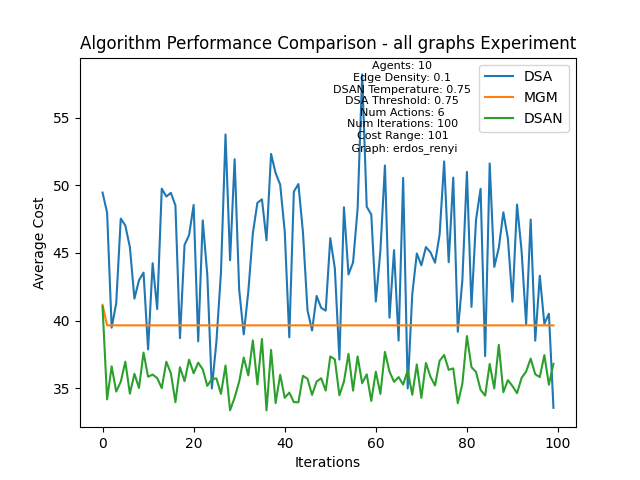 Algorithm Performance Comparison - all graphs Experiment
Agents: 10
Edge Density: 0.1
DSAN Temperature: 0.75
DSA Threshold: 0.75
Num Actions: 6
Num Iterations: 100
Cost Range: 101
Graph: erdos_renyi
DSA
MGM
DSAN
55
50
45
40
35
Average Cost
0 20 40 60 80 100
Iterations